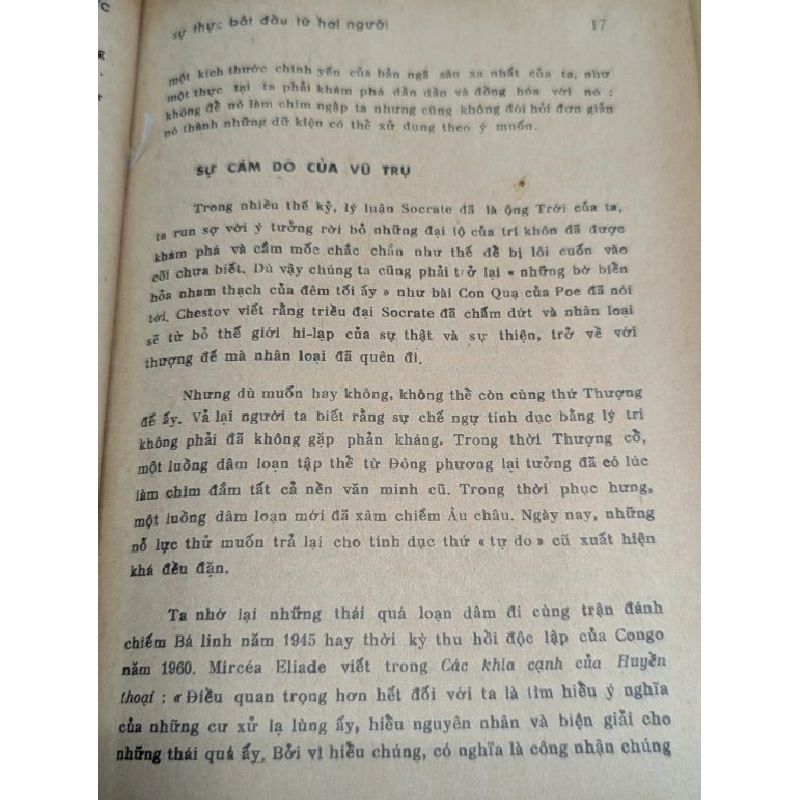 sự thực bắt đầu từ hai người 17
một kích thước chính yếu của bản ngã sâu xa nhất của ta, như
một thực tại ta phải khám phá dần dần và đồng hóa với nó :
không để nó làm chìm ngập ta nhưng cũng không đòi hỏi đơn giản
nó thành những dữ kiện có thể xử dụng theo ý muốn.
SỰ CÁM DỖ CỦA VŨ TRỤ
Trong nhiều thế kỷ, lý luận Socrate đã là ông Trời của ta,
ta run sợ với ý tưởng rời bỏ những đại lộ của trí khôn đã được
khám phá và cắm mốc chắc chắn như thế để bị lôi cuốn vào
cõi chưa biết. Dù vậy chúng ta cũng phải trở lại « những bờ biển
hỏa nham thạch của đêm tối ấy » như bài Con Quạ của Poe đã nói
tới. Chestov viết rằng triều đại Socrate đã chấm dứt và nhân loại
sẽ từ bỏ thế giới hi-lạp của sự thật và sự thiện, trở về với
thượng đế mà nhân loại đã quên đi.
Nhưng dù muốn hay không, không thể còn cùng thứ Thượng
đế ấy. Vả lại người ta biết rằng sự chế ngự tính dục bằng lý trí
không phải đã không gặp phản kháng. Trong thời Thượng cổ,
một luồng dâm loạn tập thể từ Đông phương lại tưởng đã có lúc
làm chìm đắm tất cả nền văn minh cũ. Trong thời phục hưng,
một luồng dâm loạn mới đã xâm chiếm Âu châu. Ngày nay, những
nỗ lực thử muốn trả lại cho tính dục thứ « tự do » cũ xuất hiện
khá đều đặn.
Ta nhớ lại những thái quá loạn dâm đi cùng trận đánh
chiếm Bá linh năm 1945 hay thời kỳ thu hồi độc lập của Congo
năm 1960. Mircéa Eliade viết trong Các khía cạnh của Huyền
thoại : « Điều quan trọng hơn hết đối với ta là tìm hiểu ý nghĩa
của những cư xử lạ lùng ấy, hiểu nguyên nhân và biện giải cho
những thái quá ấy. Bởi vì hiểu chúng, có nghĩa là công nhận chúng